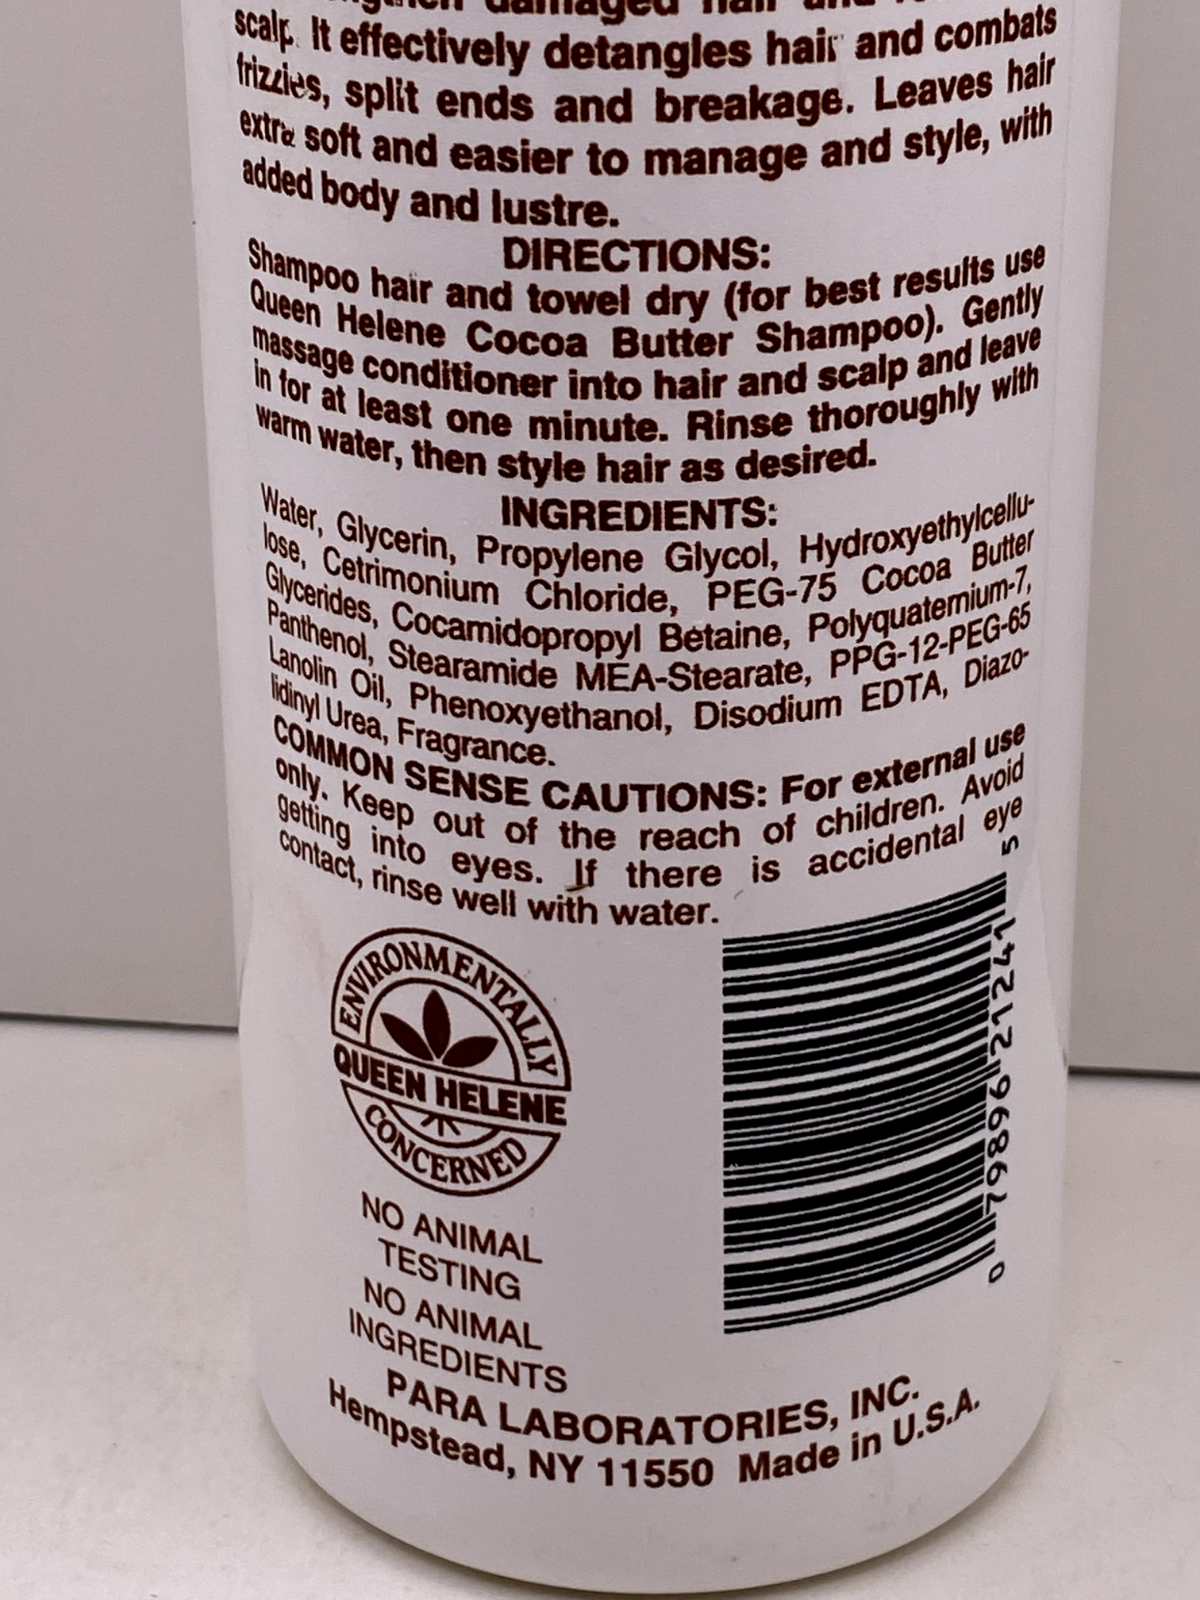 damaged hair and
scalp. It effectively detangles hair and combats
frizzies, split ends and breakage. Leaves hair
extra soft and easier to manage and style, with
added body and lustre.
DIRECTIONS:
Shampoo hair and towel dry (for best results use
Queen Helene Cocoa Butter Shampoo). Gently
massage conditioner into hair and scalp and leave
in for at least one minute. Rinse thoroughly with
warm water, then style hair as desired.
INGREDIENTS:
Water, Glycerin, Propylene Glycol, Hydroxyethylcellu-
lose, Cetrimonium Chloride, PEG-75 Cocoa Butter
Glycerides, Cocamidopropyl Betaine, Polyquaternium-7,
Panthenol, Stearamide MEA-Stearate, PPG-12-PEG-65
Lanolin Oil, Phenoxyethanol, Disodium EDTA, Diazo-
lidinyl Urea, Fragrance.
COMMON SENSE CAUTIONS: For external use
only. Keep out of the reach of children. Avoid
getting into eyes. If there is accidental eye
contact, rinse well with water.
ENVIRONMENTALLY
QUEEN HELENE
CONCERNED
NO ANIMAL
TESTING
NO ANIMAL
INGREDIENTS
0 79896 21241 5
PARA LABORATORIES, INC.
Hempstead, NY 11550 Made in U.S.A.